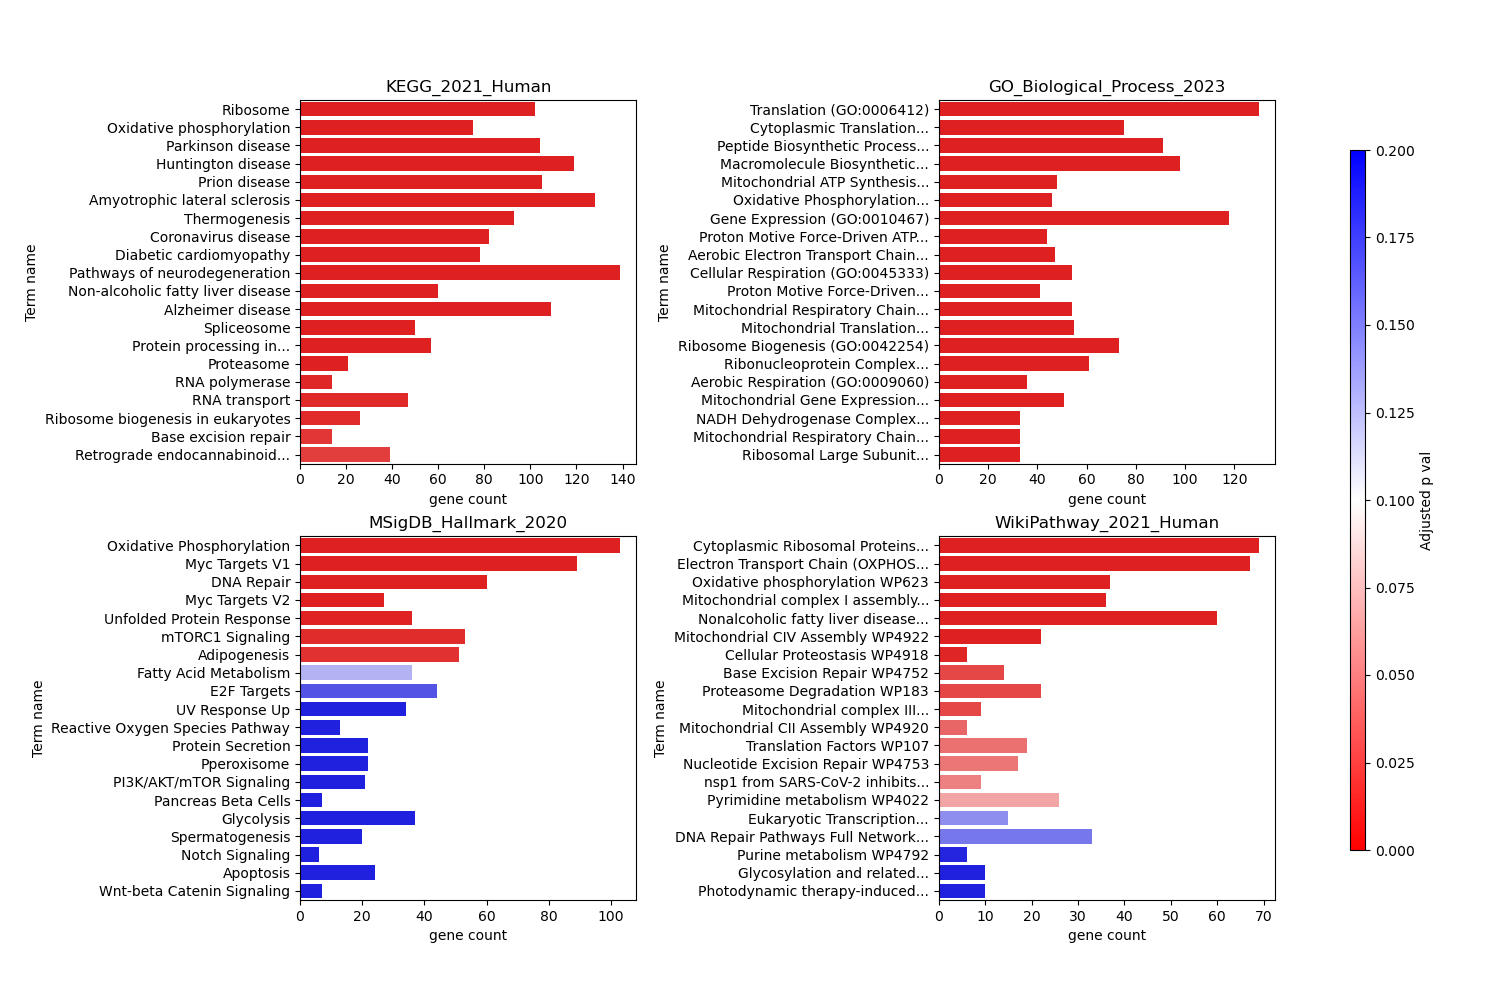 KEGG_2021_Human
Term name
Ribosome
Oxidative phosphorylation
Parkinson disease
Huntington disease
Prion disease
Amyotrophic lateral sclerosis
Thermogenesis
Coronavirus disease
Diabetic cardiomyopathy
Pathways of neurodegeneration
Non-alcoholic fatty liver disease
Alzheimer disease
Spliceosome
Protein processing in...
Proteasome
RNA polymerase
RNA transport
Ribosome biogenesis in eukaryotes
Base excision repair
Retrograde endocannabinoid...
0 20 40 60 80 100 120 140
gene count
GO_Biological_Process_2023
Term name
Translation (GO:0006412)
Cytoplasmic Translation...
Peptide Biosynthetic Process...
Macromolecule Biosynthetic...
Mitochondrial ATP Synthesis...
Oxidative Phosphorylation...
Gene Expression (GO:0010467)
Proton Motive Force-Driven ATP...
Aerobic Electron Transport Chain...
Cellular Respiration (GO:0045333)
Proton Motive Force-Driven...
Mitochondrial Respiratory Chain...
Mitochondrial Translation...
Ribosome Biogenesis (GO:0042254)
Ribonucleoprotein Complex...
Aerobic Respiration (GO:0009060)
Mitochondrial Gene Expression...
NADH Dehydrogenase Complex...
Mitochondrial Respiratory Chain...
Ribosomal Large Subunit...
0 20 40 60 80 100 120
gene count
MSigDB_Hallmark_2020
Term name
Oxidative Phosphorylation
Myc Targets V1
DNA Repair
Myc Targets V2
Unfolded Protein Response
mTORC1 Signaling
Adipogenesis
Fatty Acid Metabolism
E2F Targets
UV Response Up
Reactive Oxygen Species Pathway
Protein Secretion
Pperoxisome
PI3K/AKT/mTOR Signaling
Pancreas Beta Cells
Glycolysis
Spermatogenesis
Notch Signaling
Apoptosis
Wnt-beta Catenin Signaling
0 20 40 60 80 100
gene count
WikiPathway_2021_Human
Term name
Cytoplasmic Ribosomal Proteins...
Electron Transport Chain (OXPHOS...
Oxidative phosphorylation WP623
Mitochondrial complex I assembly...
Nonalcoholic fatty liver disease...
Mitochondrial CIV Assembly WP4922
Cellular Proteostasis WP4918
Base Excision Repair WP4752
Proteasome Degradation WP183
Mitochondrial complex III...
Mitochondrial CII Assembly WP4920
Translation Factors WP107
Nucleotide Excision Repair WP4753
nsp1 from SARS-CoV-2 inhibits...
Pyrimidine metabolism WP4022
Eukaryotic Transcription...
DNA Repair Pathways Full Network...
Purine metabolism WP4792
Glycosylation and related...
Photodynamic therapy-induced...
0 10 20 30 40 50 60 70
gene count
0.200
0.175
0.150
0.125
0.100
0.075
0.050
0.025
0.000
Adjusted p val